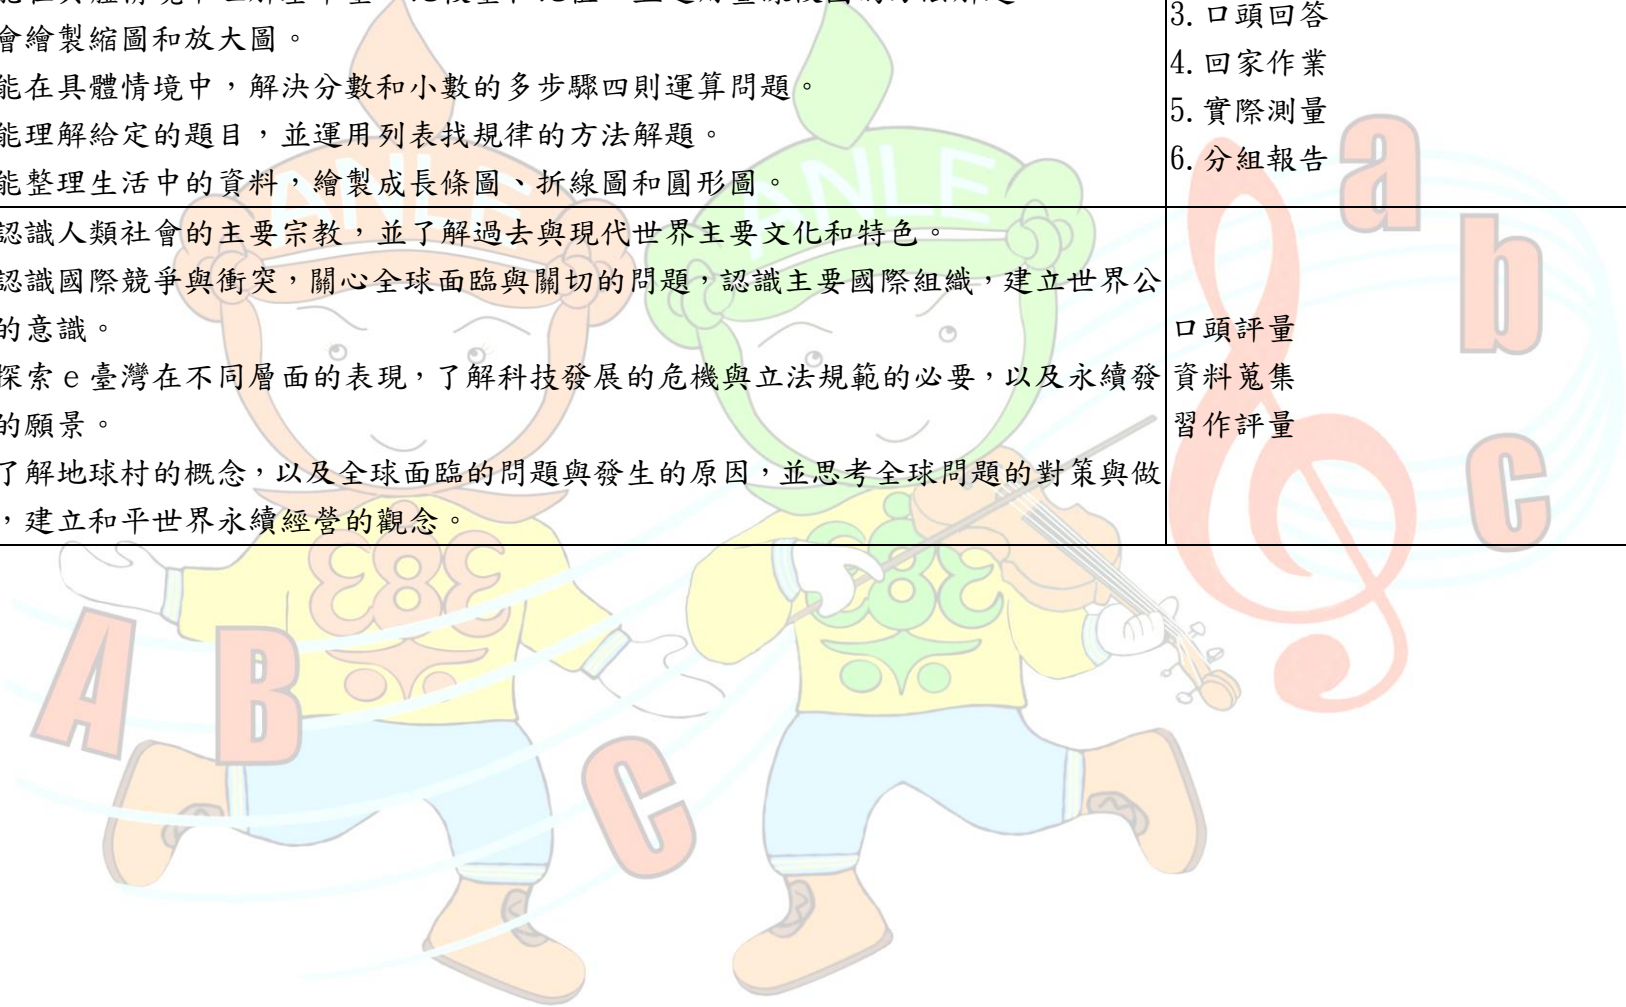 3.口頭回答
會繪製縮圖和放大圖。
4.回家作業
能在具體情境中，解決分數和小數的多步驟四則運算問題。
5.實際測量
能理解給定的題目，並運用列表找規律的方法解題。
6.分組報告
能整理生活中的資料，繪製成長條圖、折線圖和圓形圖。
認識人類社會的主要宗教，並了解過去與現代世界主要文化和特色。
認識國際競爭與衝突，關心全球面臨與關切的問題，認識主要國際組織，建立世界公
的意識。
探索 e 臺灣在不同層面的表現，了解科技發展的危機與立法規範的必要，以及永續發
的願景。
了解地球村的概念，以及全球面臨的問題與發生的原因，並思考全球問題的對策與做
，建立和平世界永續經營的觀念。
口頭評量
資料蒐集
習作評量
ANLE
ANLE
a
b
c
A
B
C